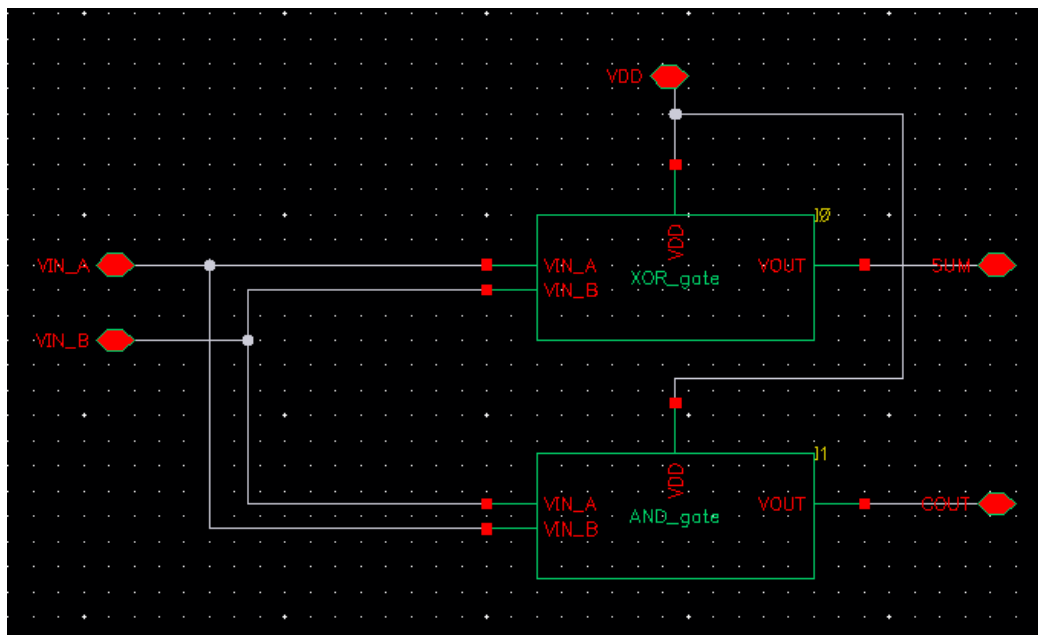 VDD
I0
VDD
VIN_A
VIN_A
VOUT
SUM
XOR_gate
VIN_B
VIN_B
I1
VDD
VIN_A
VOUT
COUT
AND_gate
VIN_B